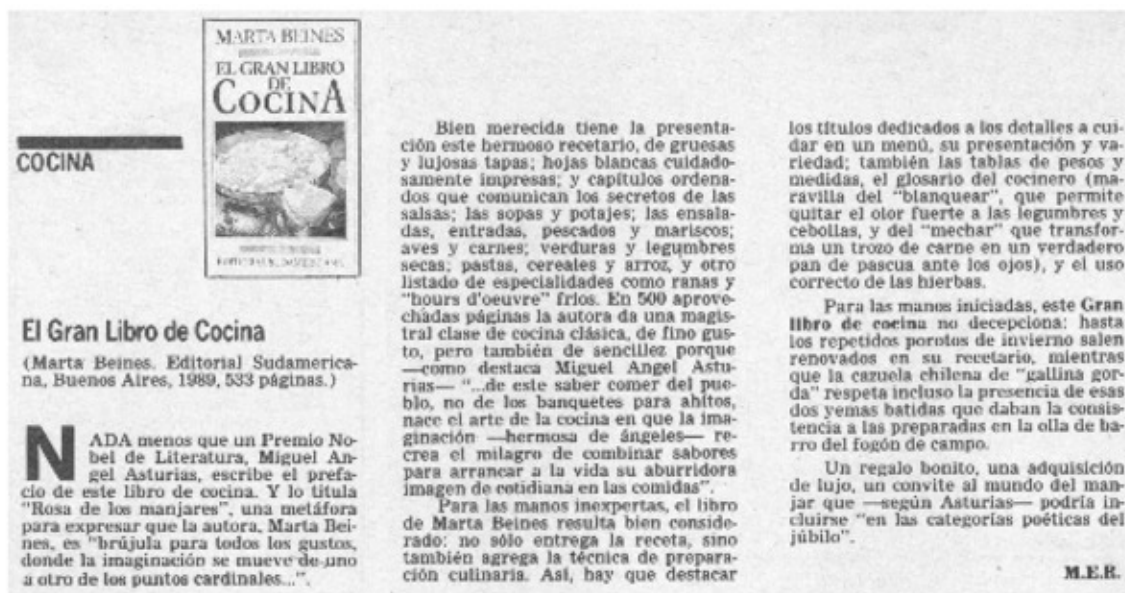 MARTA BEINES
EL GRAN LIBRO
DE
COCINA
COCINA
El Gran Libro de Cocina
(Marta Beines. Editorial Sudamerica-
na, Buenos Aires, 1989, 533 páginas.)
NADA menos que un Premio No-
bel de Literatura, Miguel An-
gel Asturias, escribe el prefa-
cio de este libro de cocina. Y lo titula
"Rosa de los manjares", una metáfora
para expresar que la autora, Marta Bei-
nes, es "brújula para todos los gustos,
donde la imaginación se mueve de uno
a otro de los puntos cardinales...".
Bien merecida tiene la presenta-
ción este hermoso recetario, de gruesas
y lujosas tapas; hojas blancas cuidado-
samente impresas; y capítulos ordena-
dos que comunican los secretos de las
salsas; las sopas y potajes; las ensala-
das, entradas, pescados y mariscos;
aves y carnes; verduras y legumbres
secas; pastas, cereales y arroz, y otro
listado de especialidades como ranas y
"hours d'oeuvre" fríos. En 500 aprove-
chadas páginas la autora da una magis-
tral clase de cocina clásica, de fino gus-
to, pero también de sencillez porque
—como destaca Miguel Angel Astu-
rias— "...de este saber comer del pue-
blo, no de los banquetes para ahítos,
nace el arte de la cocina en que la ima-
ginación —hermosa de ángeles— re-
crea el milagro de combinar sabores
para arrancar a la vida su aburridora
imagen de cotidiana en las comidas".
Para las manos inexpertas, el libro
de Marta Beines resulta bien conside-
rado: no sólo entrega la receta, sino
también agrega la técnica de prepara-
ción culinaria. Así, hay que destacar
los títulos dedicados a los detalles a cui-
dar en un menú, su presentación y va-
riedad; también las tablas de pesos y
medidas, el glosario del cocinero (ma-
ravilla del "blanquear", que permite
quitar el olor fuerte a las legumbres y
cebollas, y del "mechar" que transfor-
ma un trozo de carne en un verdadero
pan de pascua ante los ojos), y el uso
correcto de las hierbas.
Para las manos iniciadas, este Gran
libro de cocina no decepciona: hasta
los repetidos porotos de invierno salen
renovados en su recetario, mientras
que la cazuela chilena de "gallina gor-
da" respeta incluso la presencia de esas
dos yemas batidas que daban la consis-
tencia a las preparadas en la olla de ba-
rro del fogón de campo.
Un regalo bonito, una adquisición
de lujo, un convite al mundo del man-
jar que —según Asturias— podría in-
cluirse "en las categorías poéticas del
júbilo".
M.E.R.